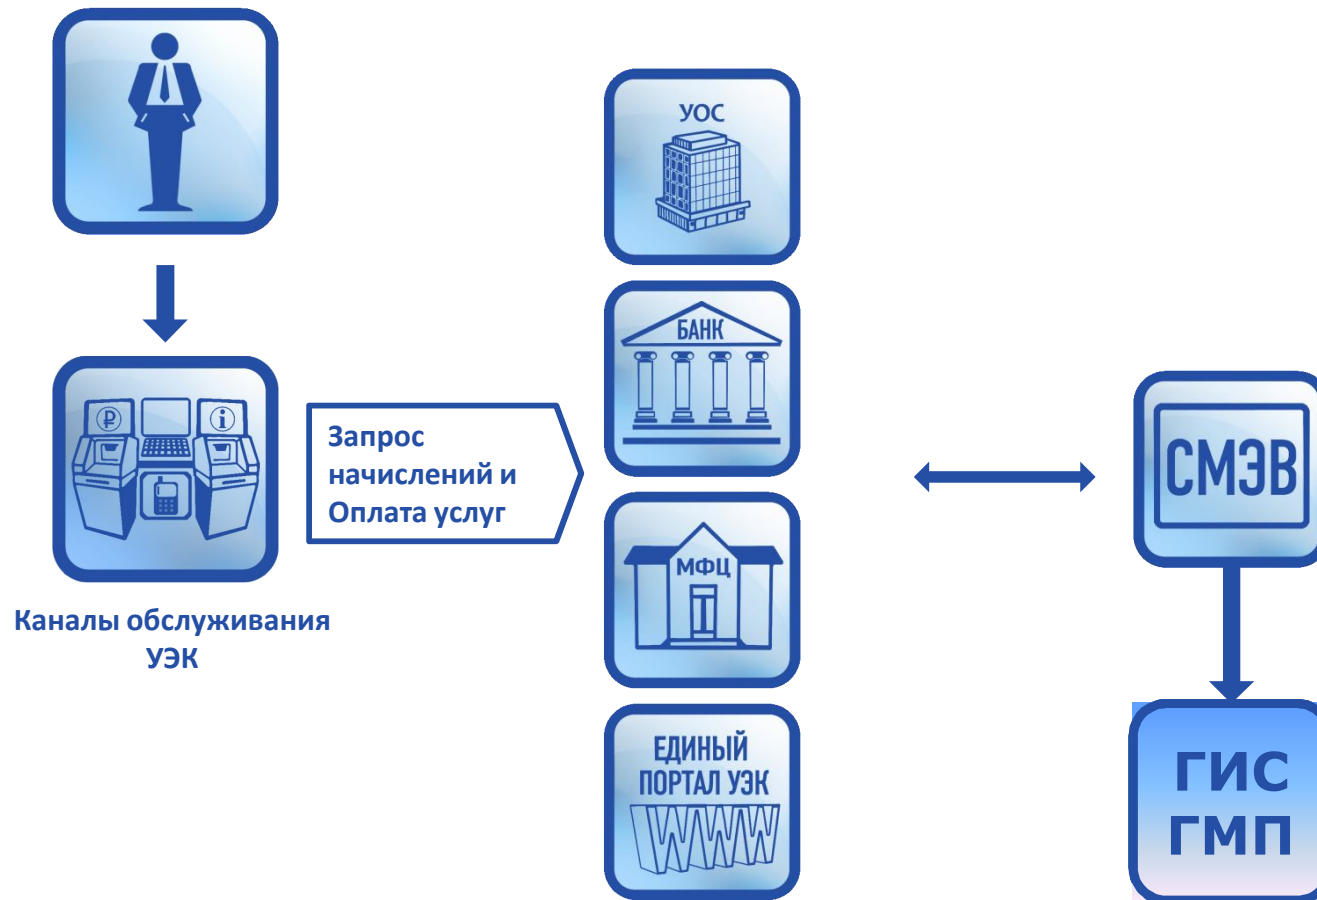 УОС
БАНК
₽
i
Запрос
начислений и
Оплата услуг
СМЭВ
МФЦ
Каналы обслуживания
УЭК
ЕДИНЫЙ
ПОРТАЛ УЭК
WWW
ГИС
ГМП